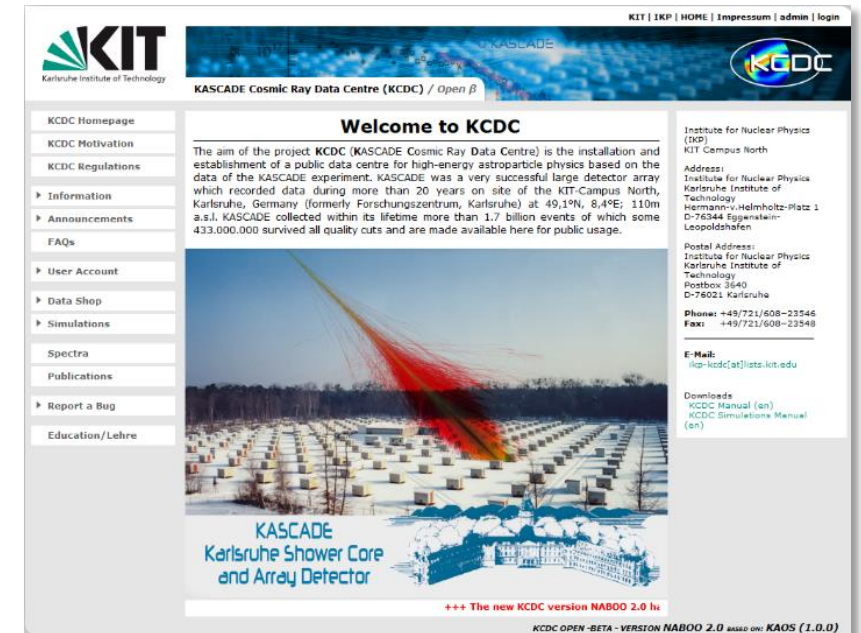 KIT | IKP | HOME | Impressum | admin | login
KIT
Karlsruhe Institute of Technology
KASCADE
KCDC
KASCADE Cosmic Ray Data Centre (KCDC) / Open β
KCDC Homepage
KCDC Motivation
KCDC Regulations
Information
Announcements
FAQs
User Account
Data Shop
Simulations
Spectra
Publications
Report a Bug
Education/Lehre
Welcome to KCDC
The aim of the project KCDC (KASCADE Cosmic Ray Data Centre) is the installation and
establishment of a public data centre for high-energy astroparticle physics based on the
data of the KASCADE experiment. KASCADE was a very successful large detector array
which recorded data during more than 20 years on site of the KIT-Campus North,
Karlsruhe, Germany (formerly Forschungszentrum, Karlsruhe) at 49,1°N, 8,4°E; 110m
a.s.l. KASCADE collected within its lifetime more than 1.7 billion events of which some
433.000.000 survived all quality cuts and are made available here for public usage.
KASCADE
Karlsruhe Shower Core
and Array Detector
+++ The new KCDC version NABOO 2.0 ha
Institute for Nuclear Physics
(IKP)
KIT Campus North
Address:
Institute for Nuclear Physics
Karlsruhe Institute of
Technology
Hermann-v.Helmholtz-Platz 1
D-76344 Eggenstein-
Leopoldshafen
Postal Address:
Institute for Nuclear Physics
Karlsruhe Institute of
Technology
Postbox 3640
D-76021 Karlsruhe
Phone: +49/721/608–23546
Fax: +49/721/608–23548
E-Mail:
ikp-kcdc[at]lists.kit.edu
Downloads
KCDC Manual (en)
KCDC Simulations Manual
(en)
KCDC OPEN -BETA - VERSION NABOO 2.0 BASED ON: KAOS (1.0.0)